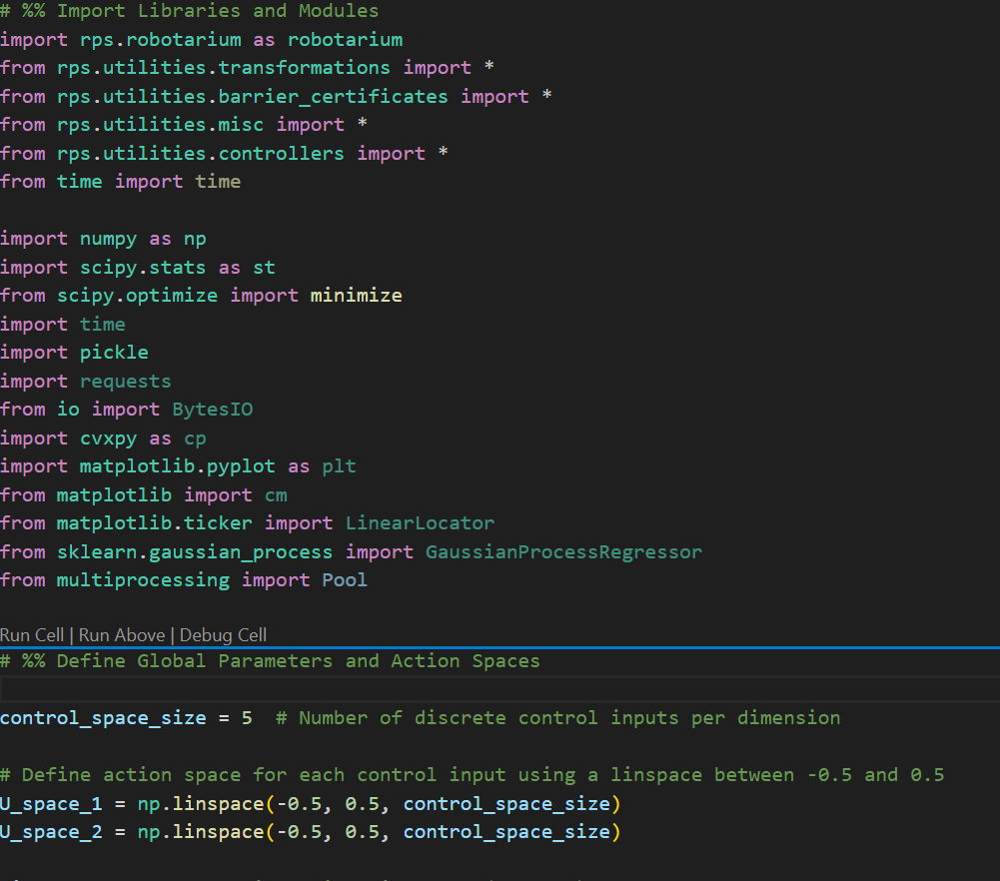 # %% Import Libraries and Modules
import rps.robotarium as robotarium
from rps.utilities.transformations import *
from rps.utilities.barrier_certificates import *
from rps.utilities.misc import *
from rps.utilities.controllers import *
from time import time
import numpy as np
import scipy.stats as st
from scipy.optimize import minimize
import time
import pickle
import requests
from io import BytesIO
import cvxpy as cp
import matplotlib.pyplot as plt
from matplotlib import cm
from matplotlib.ticker import LinearLocator
from sklearn.gaussian_process import GaussianProcessRegressor
from multiprocessing import Pool
Run Cell | Run Above | Debug Cell
# %% Define Global Parameters and Action Spaces
control_space_size = 5  # Number of discrete control inputs per dimension
# Define action space for each control input using a linspace between -0.5 and 0.5
U_space_1 = np.linspace(-0.5, 0.5, control_space_size)
U_space_2 = np.linspace(-0.5, 0.5, control_space_size)